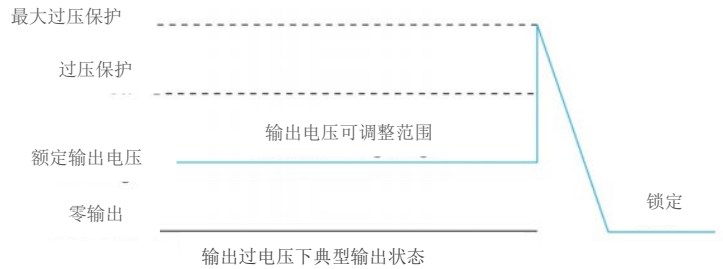 最大过压保护
过压保护
输出电压可调整范围
额定输出电压
锁定
零输出
输出过电压下典型输出状态